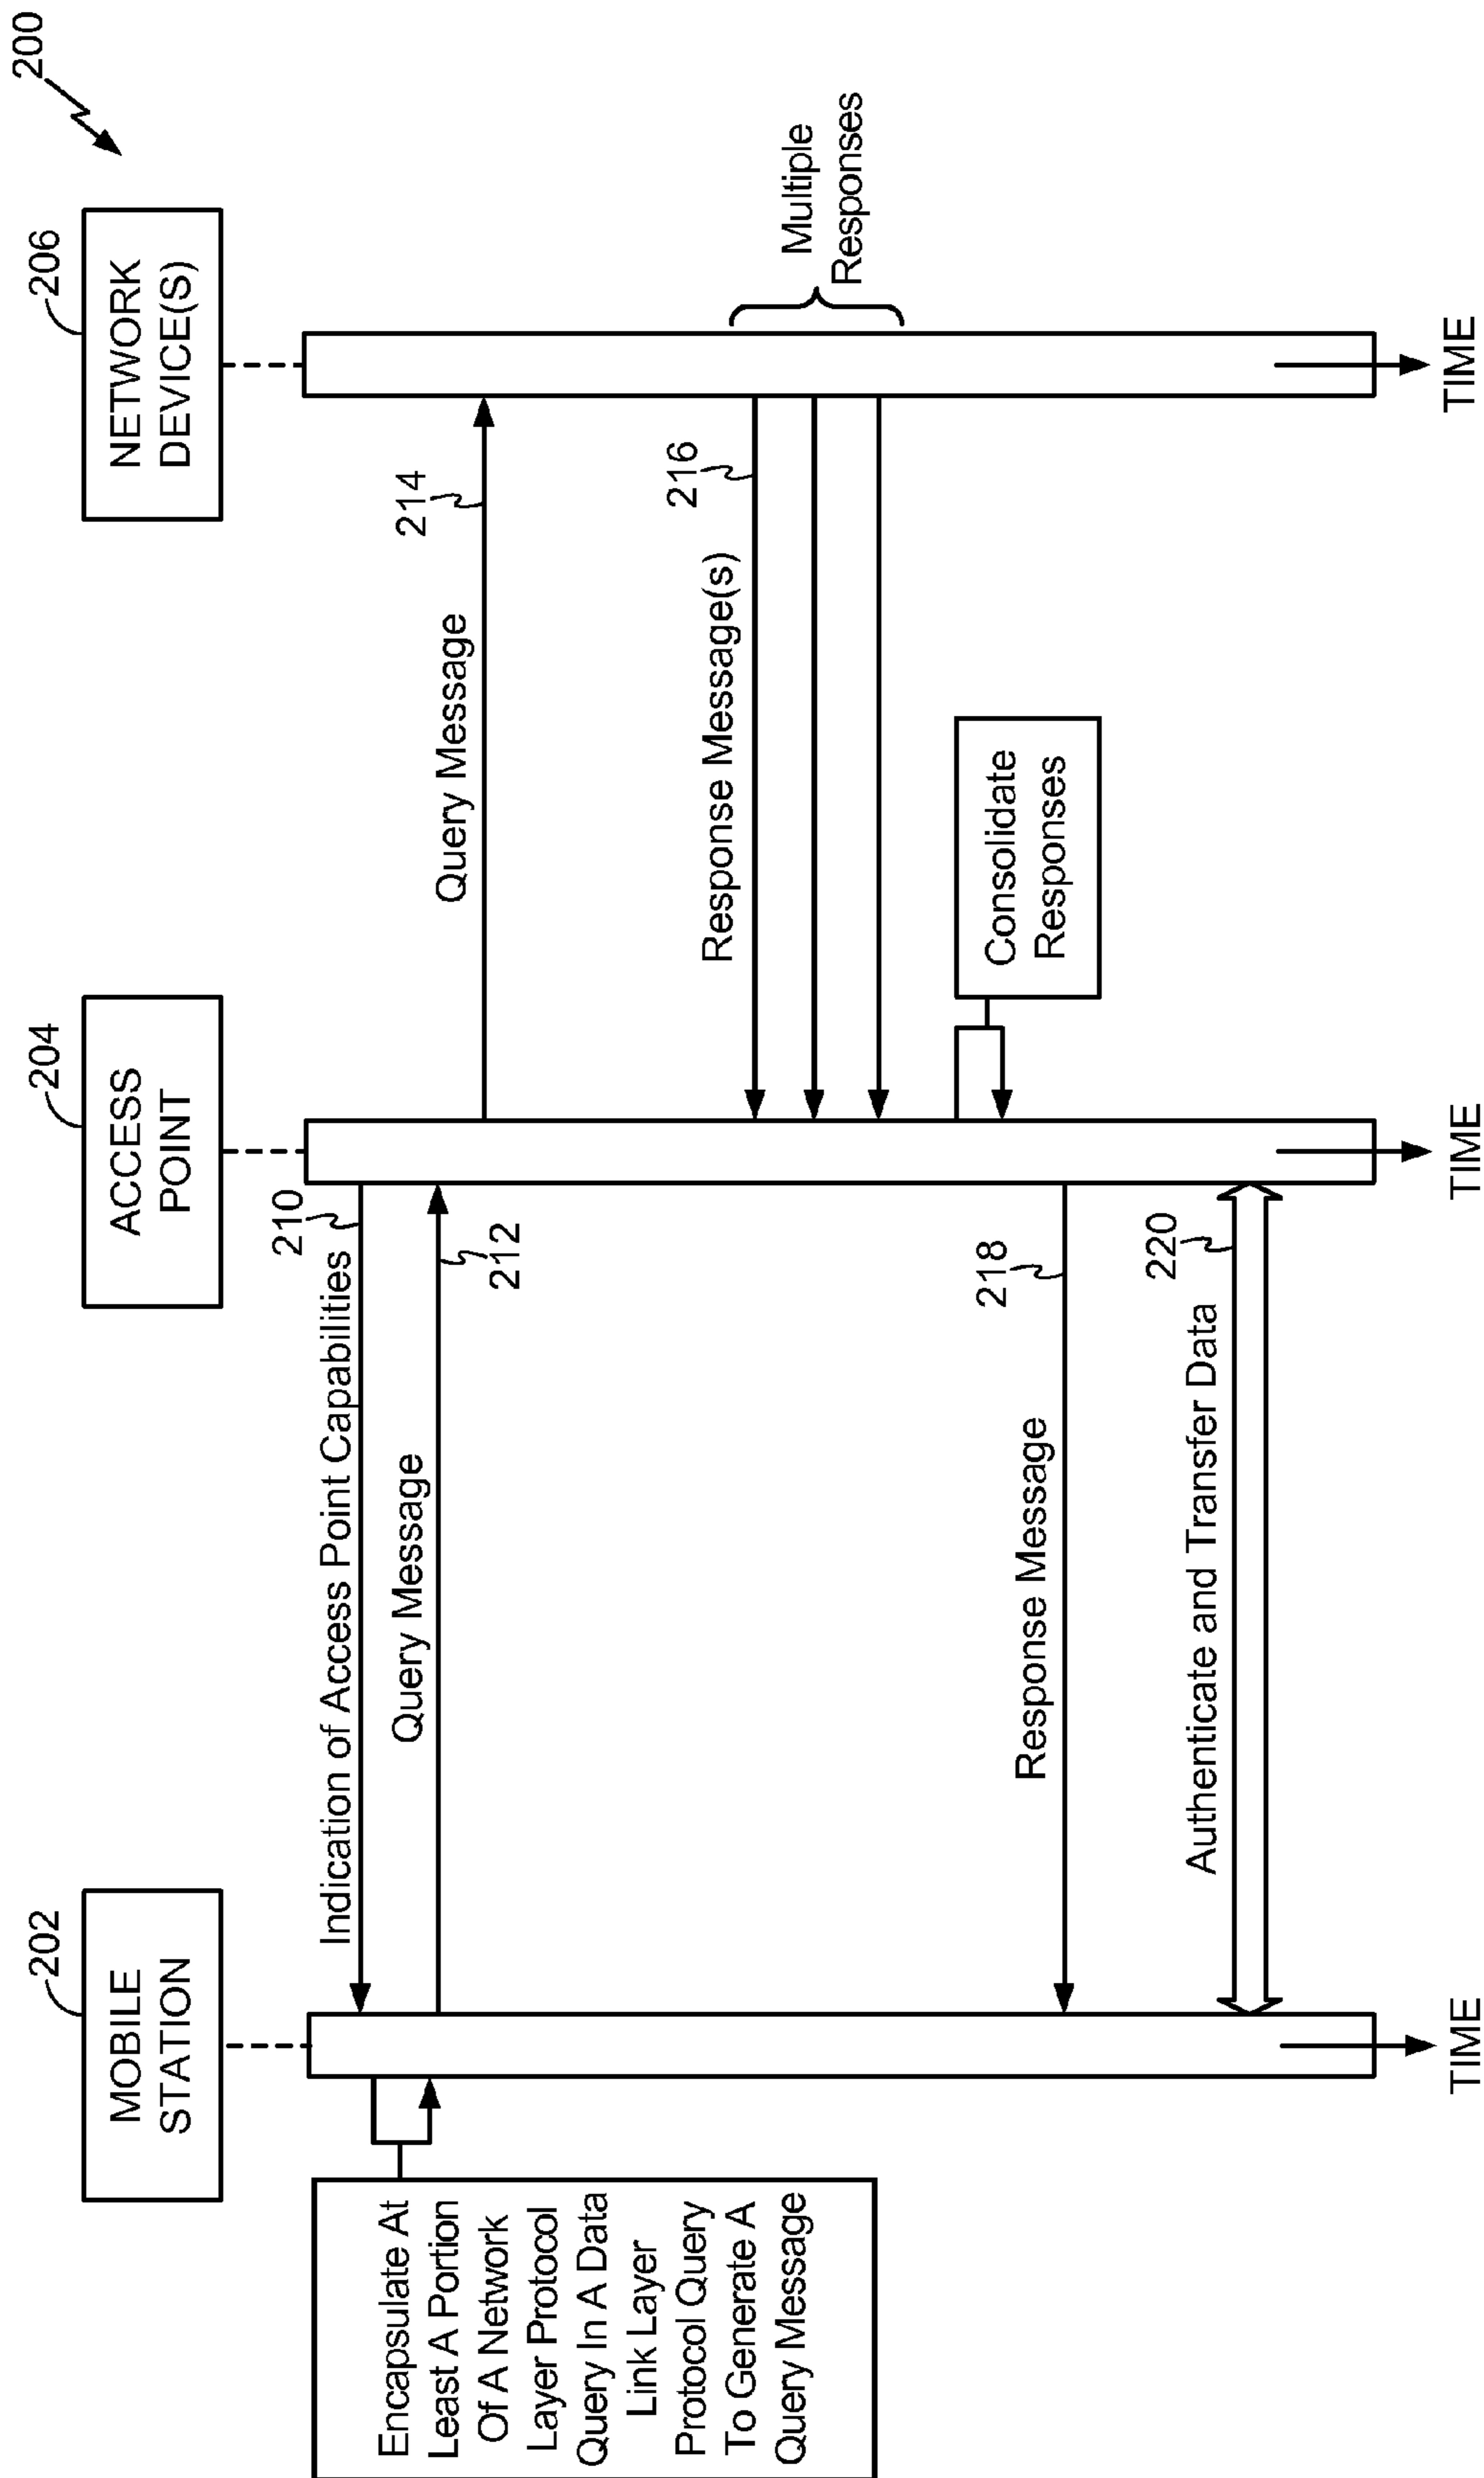 200
202
MOBILE
STATION
204
ACCESS
POINT
206
NETWORK
DEVICE(S)
Indication of Access Point Capabilities
210
Encapsulate At
Least A Portion
Of A Network
Layer Protocol
Query In A Data
Link Layer
Protocol Query
To Generate A
Query Message
Query Message
212
Query Message
214
Response Message(s)
216
Multiple
Responses
Consolidate
Responses
Response Message
218
Authenticate and Transfer Data
220
TIME
TIME
TIME